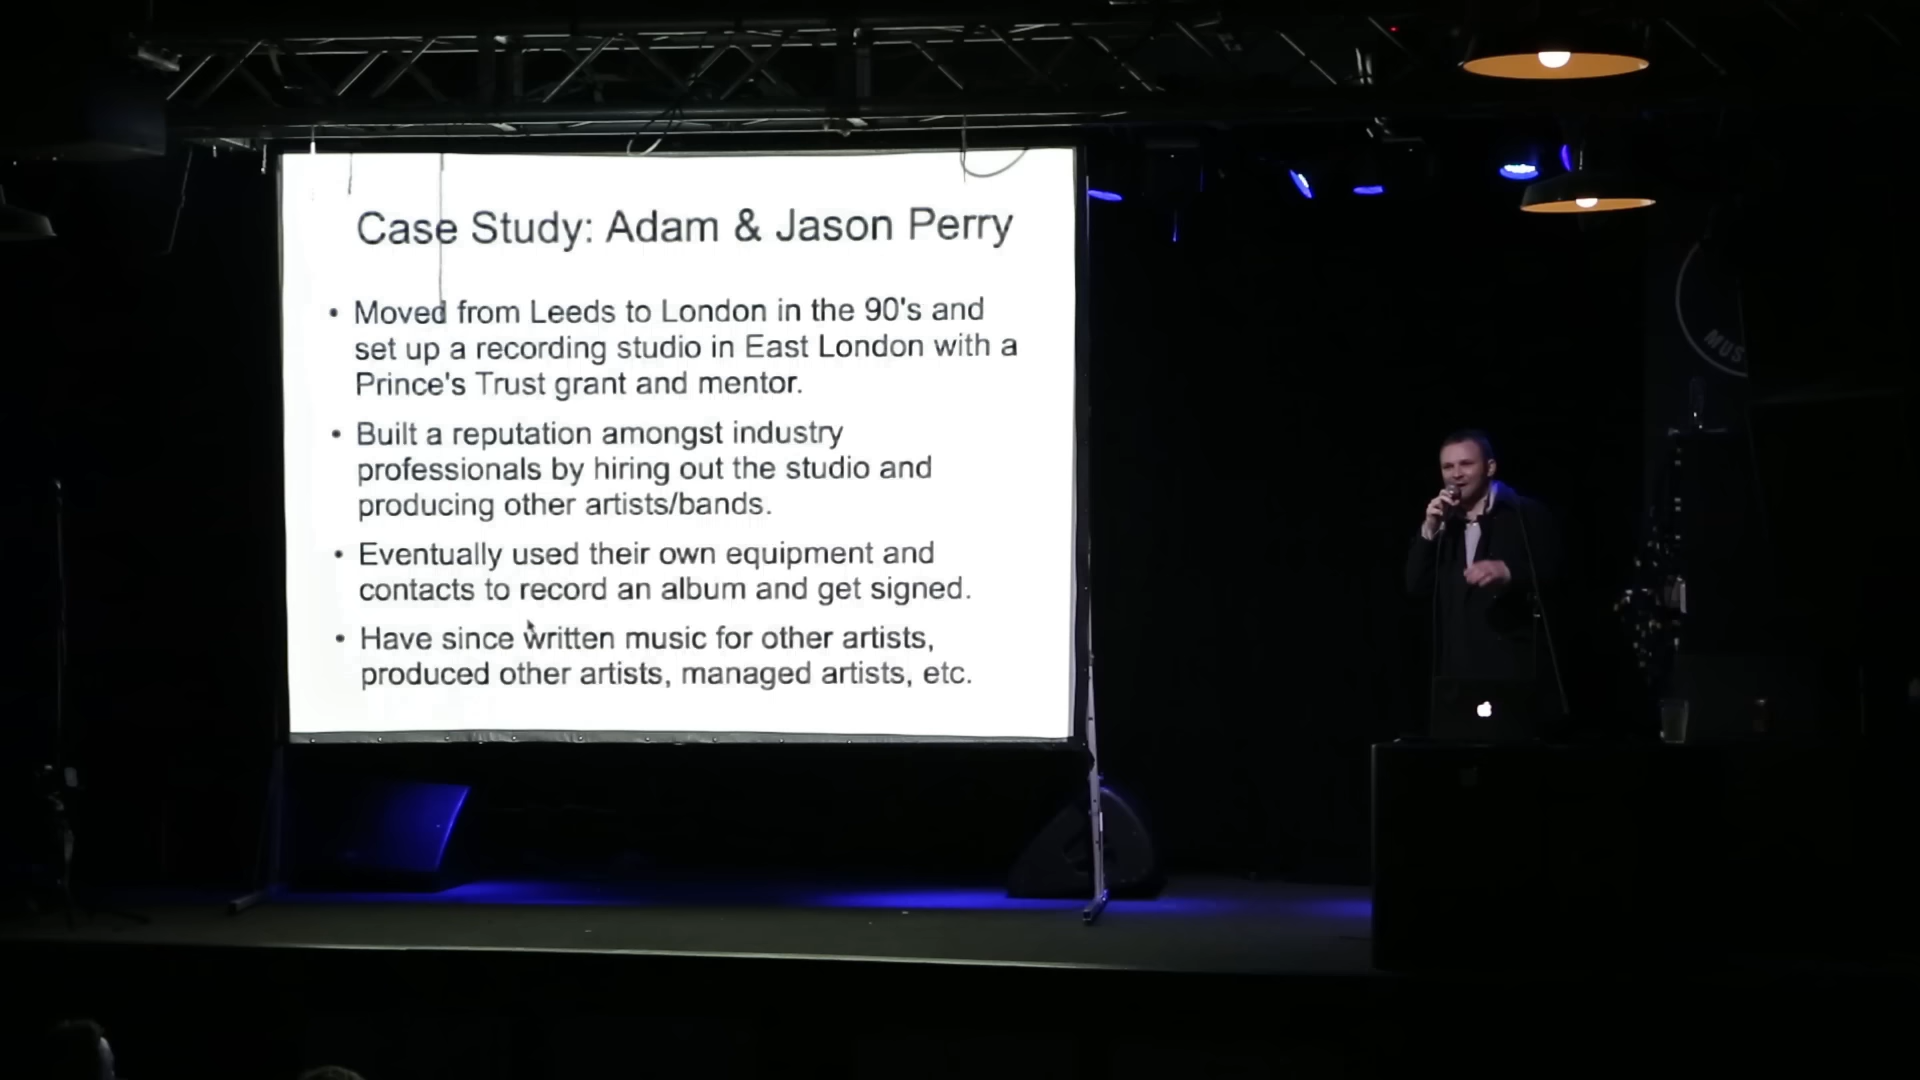 Case Study: Adam & Jason Perry
• Moved from Leeds to London in the 90's and
set up a recording studio in East London with a
Prince's Trust grant and mentor.
• Built a reputation amongst industry
professionals by hiring out the studio and
producing other artists/bands.
• Eventually used their own equipment and
contacts to record an album and get signed.
• Have since written music for other artists,
produced other artists, managed artists, etc.